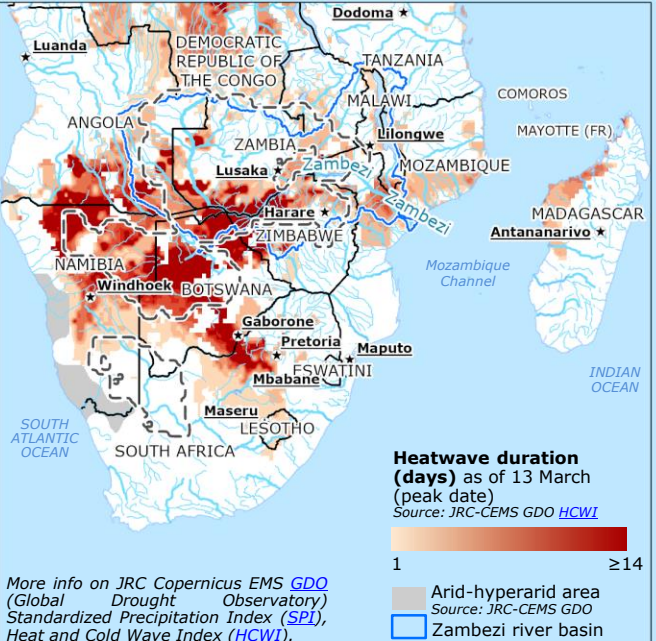 Dodoma
Luanda
DEMOCRATIC
REPUBLIC OF
THE CONGO
TANZANIA
COMOROS
MALAWI
ANGOLA
MAYOTTE (FR)
Lilongwe
ZAMBIA
Zambezi
MOZAMBIQUE
Lusaka
Zambezi
Harare
MADAGASCAR
ZIMBABWE
Antananarivo
NAMIBIA
Mozambique
Channel
Windhoek
BOTSWANA
Gaborone
Pretoria
Maputo
ESWATINI
Mbabane
INDIAN
OCEAN
Maseru
SOUTH
ATLANTIC
OCEAN
LESOTHO
SOUTH AFRICA
Heatwave duration
(days) as of 13 March
(peak date)
Source: JRC-CEMS GDO HCWI
1 ≥14
Arid-hyperarid area
Source: JRC-CEMS GDO
Zambezi river basin
More info on JRC Copernicus EMS GDO
(Global Drought Observatory)
Standardized Precipitation Index (SPI),
Heat and Cold Wave Index (HCWI).